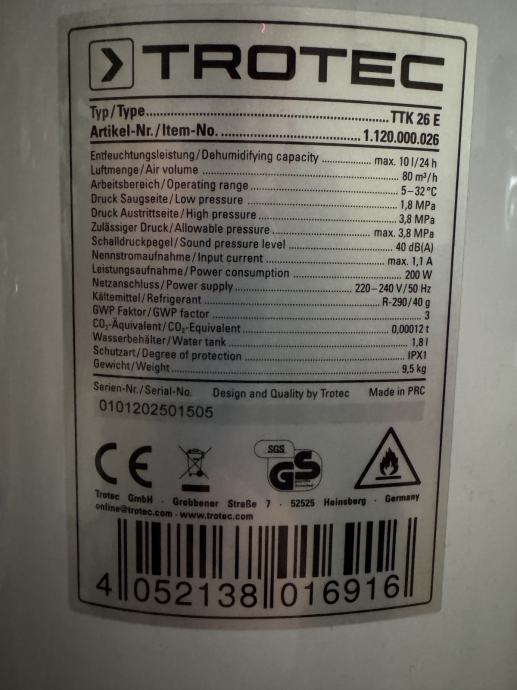 TROTEC
Typ/Type TTK 26 E
Artikel-Nr./Item-No. 1.120.000.026
Entfeuchtungsleistung/Dehumidifying capacity max. 10 l/24 h
Luftmenge/Air volume 80 m³/h
Arbeitsbereich/Operating range 5–32°C
Druck Saugseite/Low pressure 1,8 MPa
Druck Austrittseite/High pressure 3,8 MPa
Zulässiger Druck/Allowable pressure max. 3,8 MPa
Schalldruckpegel/Sound pressure level 40 dB(A)
Nennstromaufnahme/Input current max. 1,1 A
Leistungsaufnahme/Power consumption 200 W
Netzanschluss/Power supply 220–240 V/50 Hz
Kältemittel/Refrigerant R-290/40 g
GWP Faktor/GWP factor 3
CO₂-Äquivalent/CO₂-Equivalent 0,00012 t
Wasserbehälter/Water tank 1,8 l
Schutzart/Degree of protection IPX1
Gewicht/Weight 9,5 kg
Serien-Nr./Serial-No. Design and Quality by Trotec Made in PRC
0101202501505
CE SGS GS
Trotec GmbH · Grebbener Straße 7 · 52525 Heinsberg · Germany
online@trotec.com · www.trotec.com
4 052138 016916